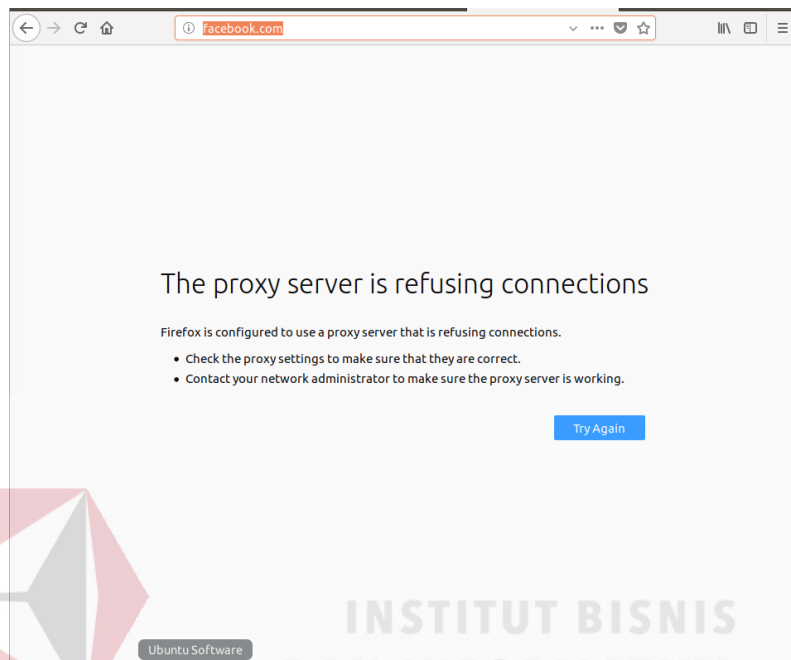 facebook.com
The proxy server is refusing connections
Firefox is configured to use a proxy server that is refusing connections.
• Check the proxy settings to make sure that they are correct.
• Contact your network administrator to make sure the proxy server is working.
Try Again
INSTITUT BISNIS
Ubuntu Software